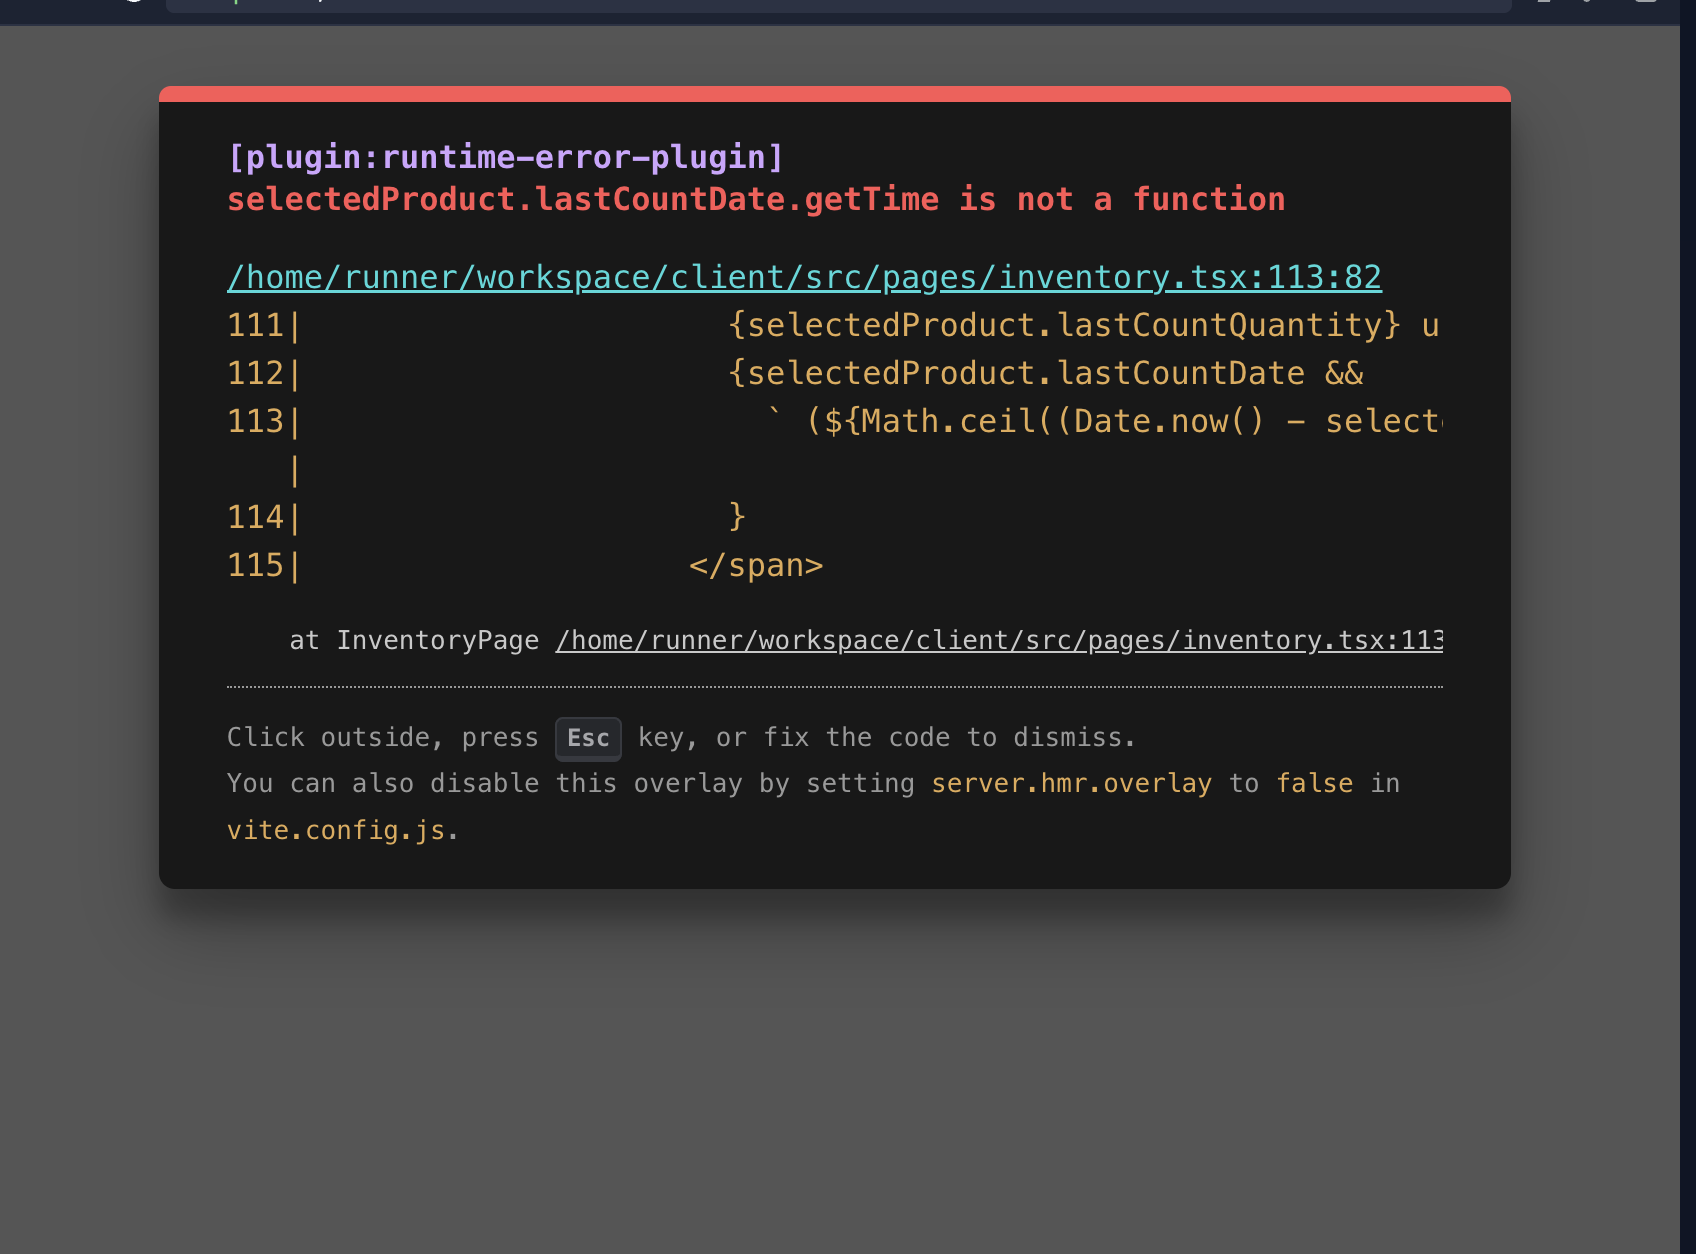 [plugin:runtime-error-plugin]
selectedProduct.lastCountDate.getTime is not a function
/home/runner/workspace/client/src/pages/inventory.tsx:113:82
111|                      {selectedProduct.lastCountQuantity} u
112|                      {selectedProduct.lastCountDate &&
113|                        ` (${Math.ceil((Date.now() - select
   |
114|                      }
115|                    </span>
    at InventoryPage /home/runner/workspace/client/src/pages/inventory.tsx:113
Click outside, press Esc key, or fix the code to dismiss.
You can also disable this overlay by setting server.hmr.overlay to false in
vite.config.js.